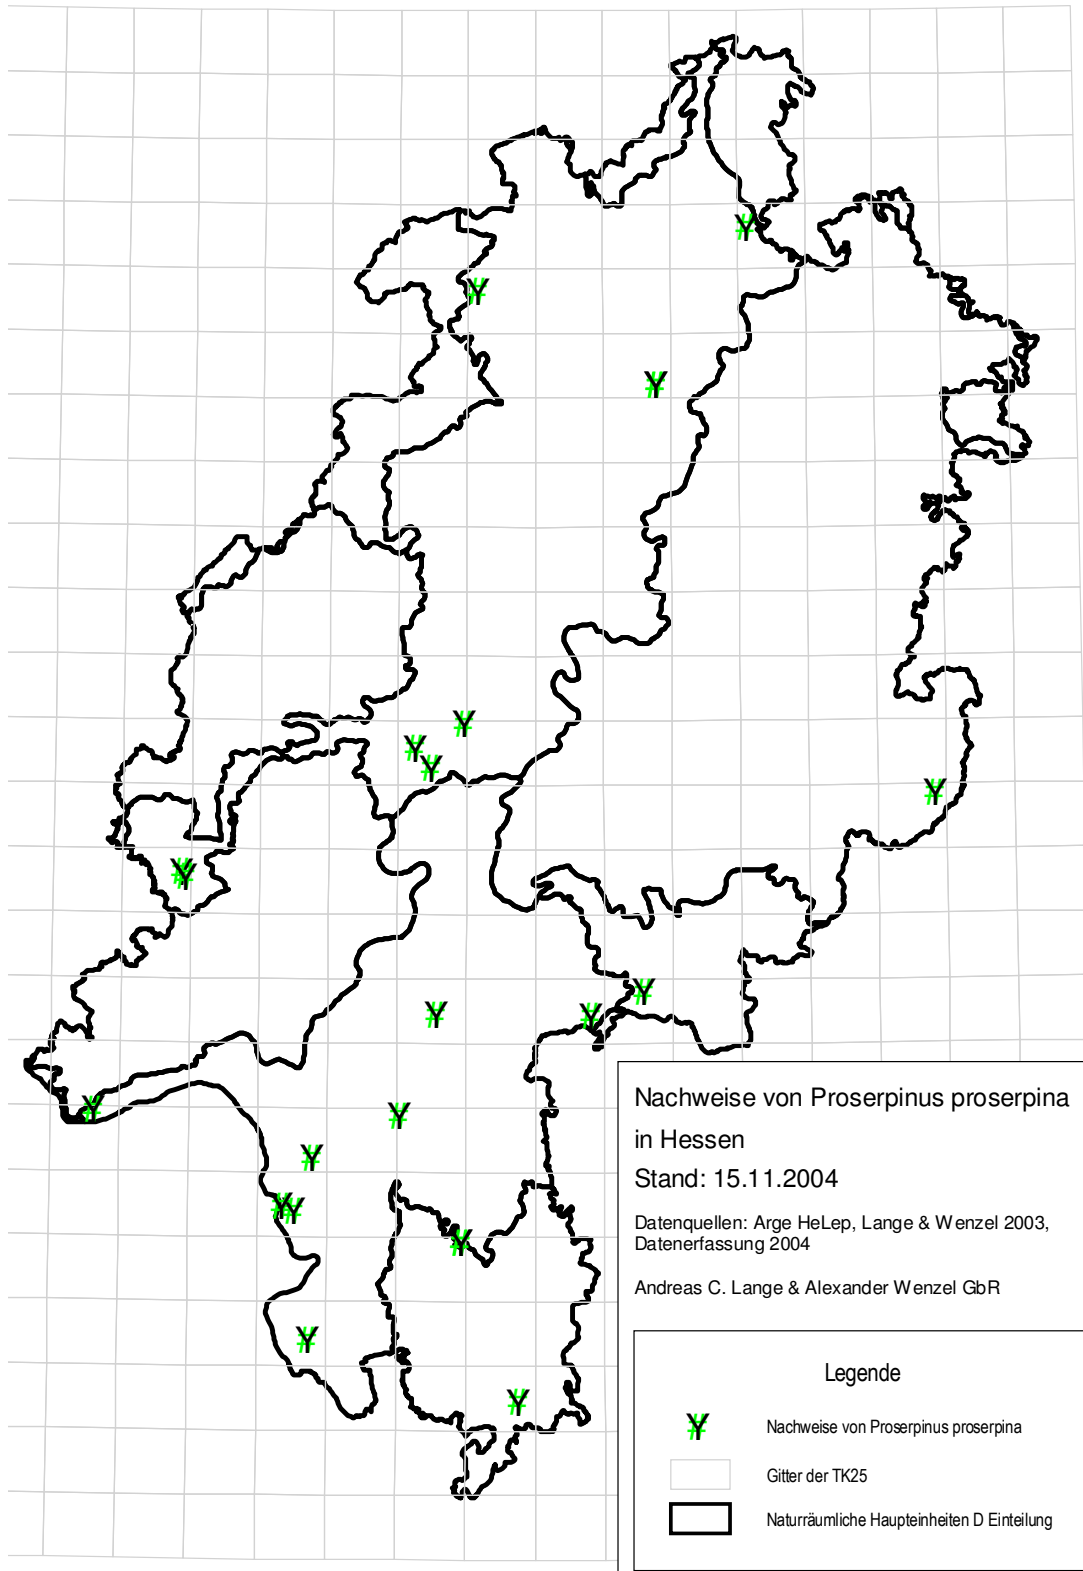 Nachweise von Proserpinus proserpina
in Hessen
Stand: 15.11.2004
Datenquellen: Arge HeLep, Lange & Wenzel 2003,
Datenerfassung 2004
Andreas C. Lange & Alexander Wenzel GbR
Legende
Nachweise von Proserpinus proserpina
Gitter der TK25
Naturräumliche Haupteinheiten D Einteilung